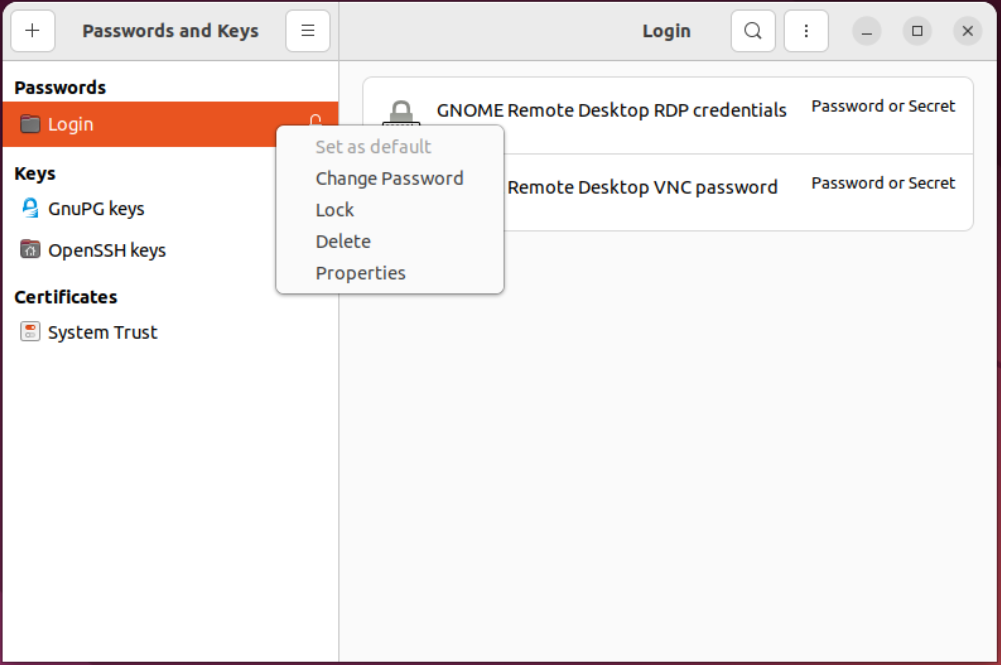 Passwords and Keys
Login
Passwords
Login
Keys
GnuPG keys
OpenSSH keys
Certificates
System Trust
Set as default
Change Password
Lock
Delete
Properties
GNOME Remote Desktop RDP credentials
Password or Secret
Remote Desktop VNC password
Password or Secret